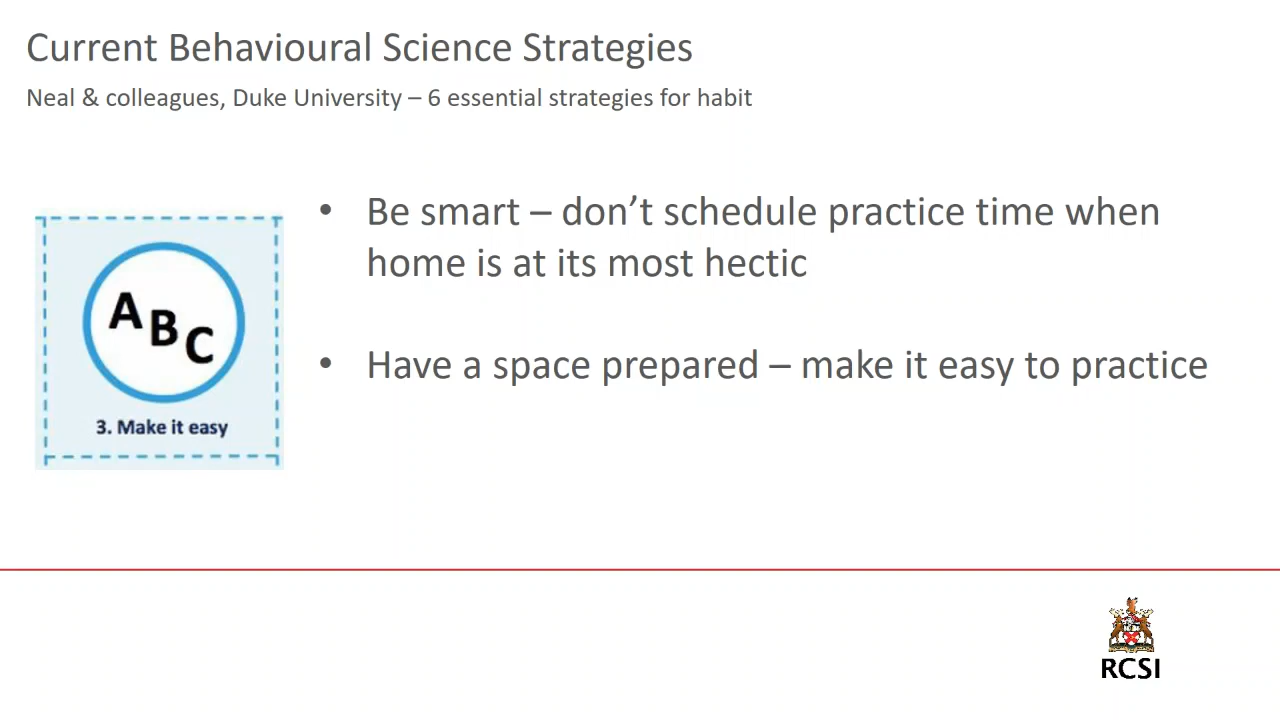 Current Behavioural Science Strategies
Neal & colleagues, Duke University – 6 essential strategies for habit
• Be smart – don’t schedule practice time when
home is at its most hectic
• Have a space prepared – make it easy to practice
A B C
3. Make it easy
RCSI